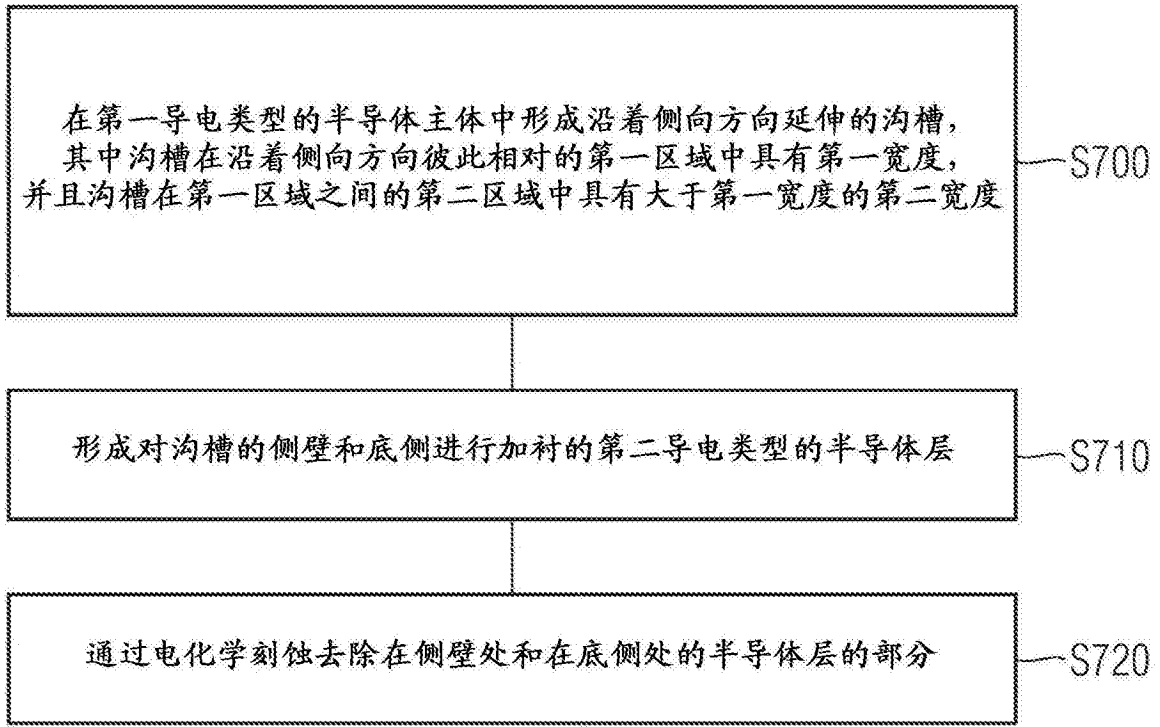 在第一导电类型的半导体主体中形成沿着侧向方向延伸的沟槽，
其中沟槽在沿着侧向方向彼此相对的第一区域中具有第一宽度，
并且沟槽在第一区域之间的第二区域中具有大于第一宽度的第二宽度
S700
形成对沟槽的侧壁和底侧进行加衬的第二导电类型的半导体层
S710
通过电化学刻蚀去除在侧壁处和在底侧处的半导体层的部分
S720